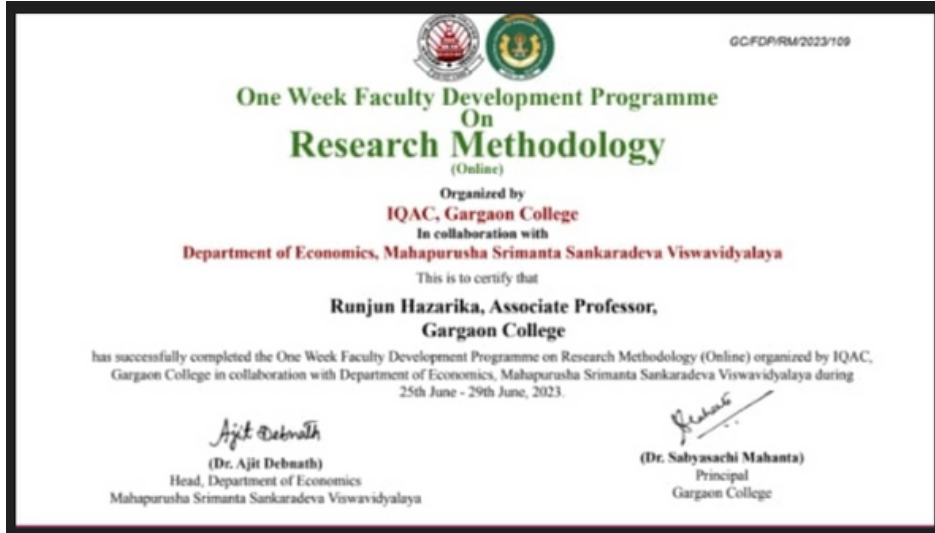 GC/FDP/RM/2023/109
One Week Faculty Development Programme
On
Research Methodology
(Online)
Organized by
IQAC, Gargaon College
In collaboration with
Department of Economics, Mahapurusha Srimanta Sankaradeva Viswavidyalaya
This is to certify that
Runjun Hazarika, Associate Professor,
Gargaon College
has successfully completed the One Week Faculty Development Programme on Research Methodology (Online) organized by IQAC,
Gargaon College in collaboration with Department of Economics, Mahapurusha Srimanta Sankaradeva Viswavidyalaya during
25th June - 29th June, 2023.
Ajit Debnath
(Dr. Ajit Debnath)
Head, Department of Economics
Mahapurusha Srimanta Sankaradeva Viswavidyalaya
(Dr. Sabyasachi Mahanta)
Principal
Gargaon College